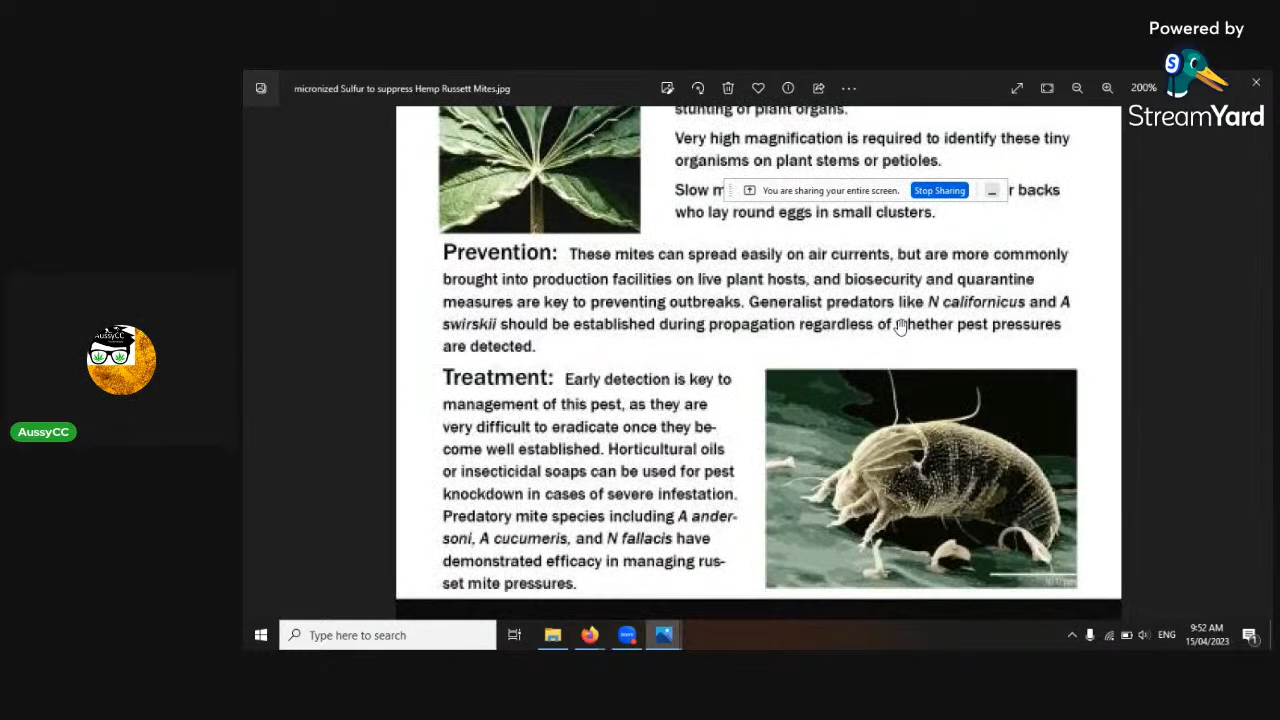 Powered by
StreamYard
micronized Sulfur to suppress Hemp Russett Mites.jpg
200%
stunting of plant organs.
Very high magnification is required to identify these tiny
organisms on plant stems or petioles.
Slow m
You are sharing your entire screen. Stop Sharing
r backs
who lay round eggs in small clusters.
Prevention: These mites can spread easily on air currents, but are more commonly
brought into production facilities on live plant hosts, and biosecurity and quarantine
measures are key to preventing outbreaks. Generalist predators like N californicus and A
swirskii should be established during propagation regardless of whether pest pressures
are detected.
Treatment: Early detection is key to
management of this pest, as they are
very difficult to eradicate once they be-
come well established. Horticultural oils
or insecticidal soaps can be used for pest
knockdown in cases of severe infestation.
Predatory mite species including A ander-
soni, A cucumeris, and N fallacis have
demonstrated efficacy in managing rus-
set mite pressures.
AussyCC
AussyCC
Type here to search
zoom
ENG
9:52 AM
15/04/2023